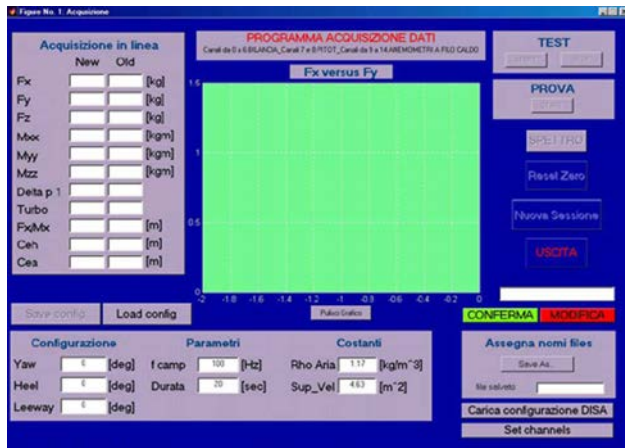 Figure No. 1: Acquisizione
PROGRAMMA ACQUISIZIONE DATI
Canali da 0 a 6 BILANCIA_Canali 7 e 8 PITOT_Canali da 9 a 14 ANEMOMETRI A FILO CALDO
Acquisizione in linea
New Old
Fx [kg]
Fy [kg]
Fz [kg]
Mxx [kgm]
Myy [kgm]
Mzz [kgm]
Delta p 1
Turbo
Fx/Mx [m]
Ceh [m]
Cea [m]
Save config Load config
Fx versus Fy
1.5
1
0.5
0
-2 -1.8 -1.6 -1.4 -1.2 -1 -0.8 -0.6 -0.4 -0.2 0
Pulisci Grafico
TEST
PROVA
SPETTRO
Reset Zero
Nuova Sessione
USCITA
CONFERMA MODIFICA
Configurazione Parametri Costanti
Yaw 0 [deg] f camp 100 [Hz] Rho Aria 1.17 [kg/m^3]
Heel 0 [deg] Durata 20 [sec] Sup_Vel 4.63 [m^2]
Leeway 0 [deg]
Assegna nomi files
Save As..
file salvato
Carica configurazione DISA
Set channels